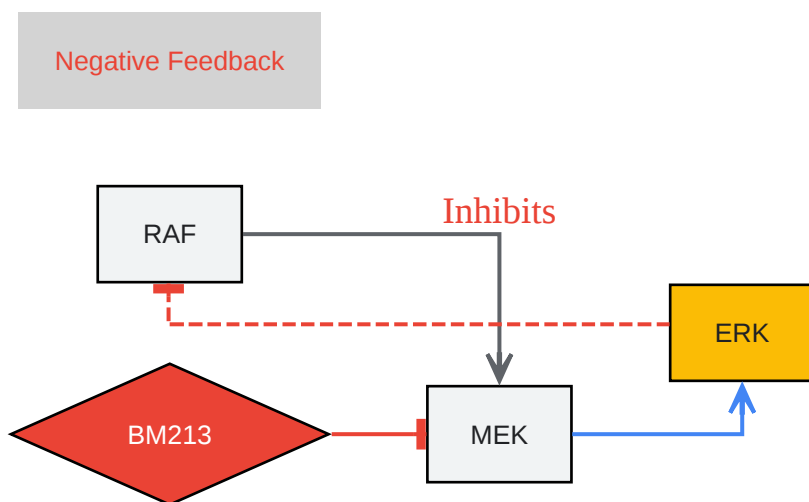 Negative Feedback
Inhibits
RAF
ERK
BM213
MEK